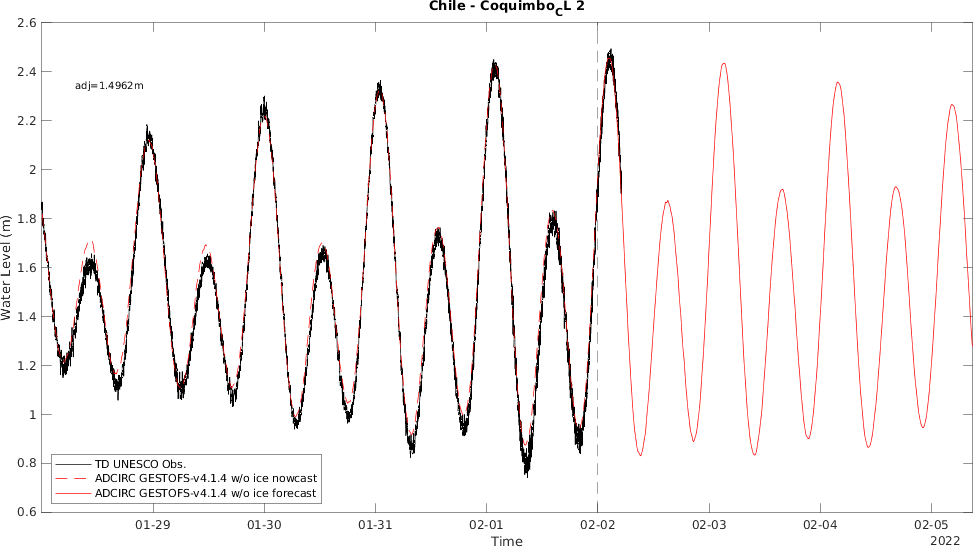 Chile - CoquimboCL 2
2.6
2.4
adj=1.4962m
2.2
2
1.8
1.6
1.4
1.2
1
0.8
0.6
Water Level (m)
TD UNESCO Obs.
ADCIRC GESTOFS-v4.1.4 w/o ice nowcast
ADCIRC GESTOFS-v4.1.4 w/o ice forecast
01-29 01-30 01-31 02-01 02-02 02-03 02-04 02-05
Time
2022